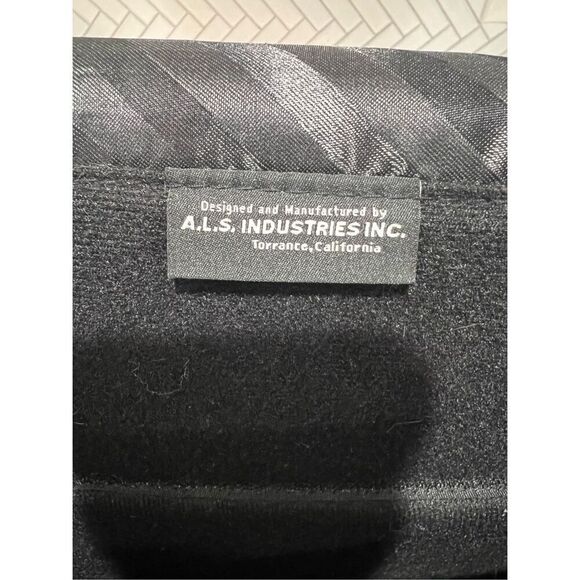 Designed and Manufactured by
A.L.S. INDUSTRIES INC.
Torrance, California